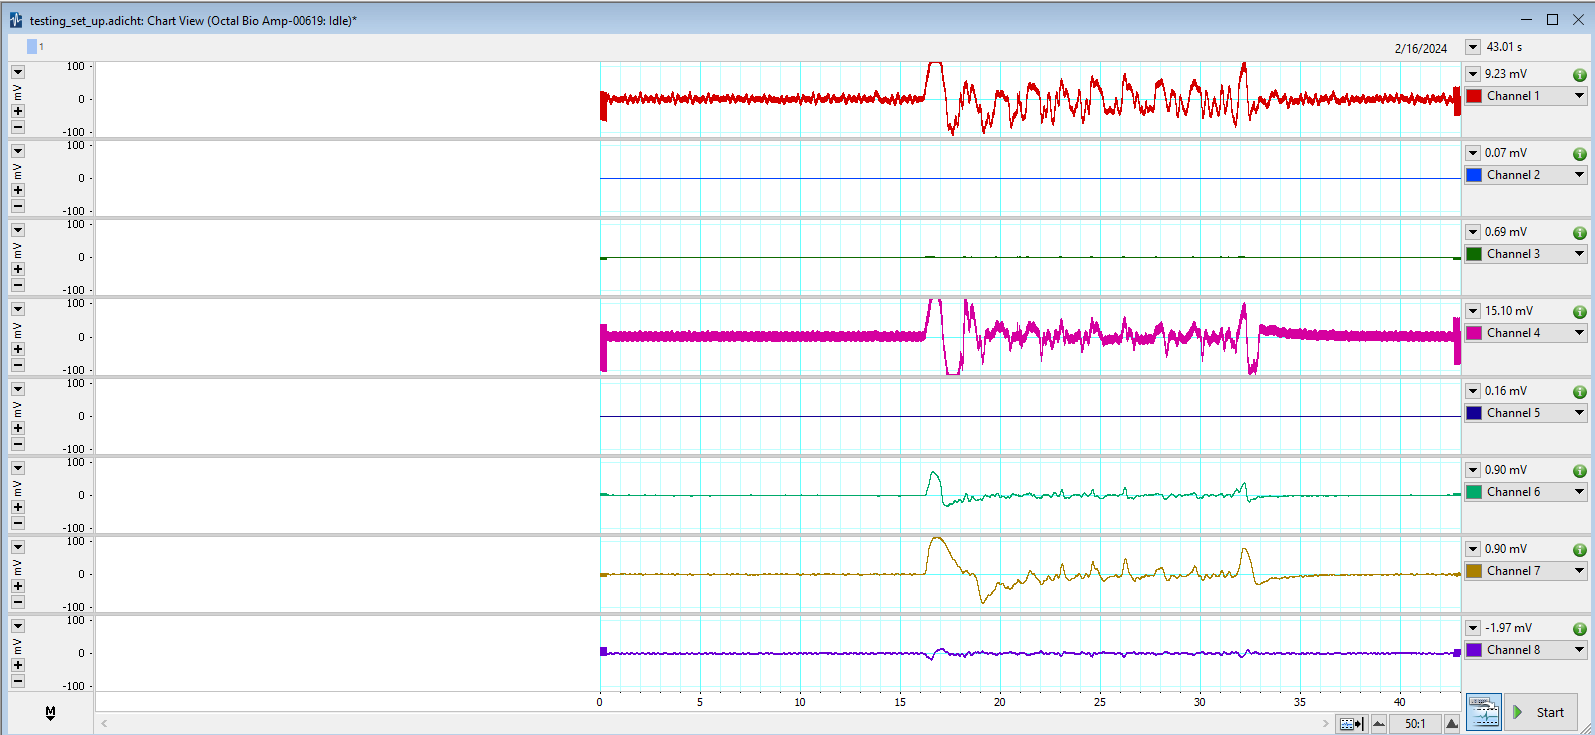 testing_set_up.adicht: Chart View (Octal Bio Amp-00619: Idle)*
1
2/16/2024
43.01 s
mV
100
0
-100
9.23 mV
Channel 1
mV
100
0
-100
0.07 mV
Channel 2
mV
100
0
-100
0.69 mV
Channel 3
mV
100
0
-100
15.10 mV
Channel 4
mV
100
0
-100
0.16 mV
Channel 5
mV
100
0
-100
0.90 mV
Channel 6
mV
100
0
-100
0.90 mV
Channel 7
mV
100
0
-100
-1.97 mV
Channel 8
0 5 10 15 20 25 30 35 40
M
50:1
Start